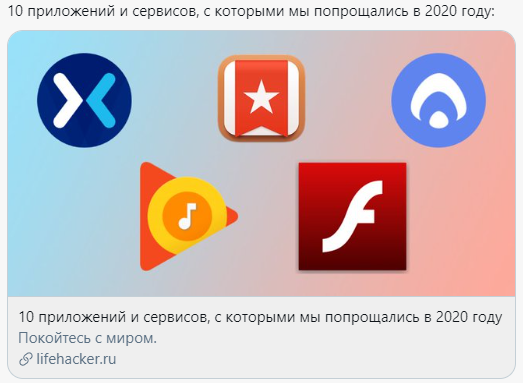 10 приложений и сервисов, с которыми мы попрощались в 2020 году:
10 приложений и сервисов, с которыми мы попрощались в 2020 году
Покойтесь с миром.
lifehacker.ru